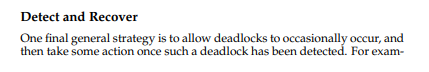 Detect and Recover
One final general strategy is to allow deadlocks to occasionally occur, and
then take some action once such a deadlock has been detected. For exam-